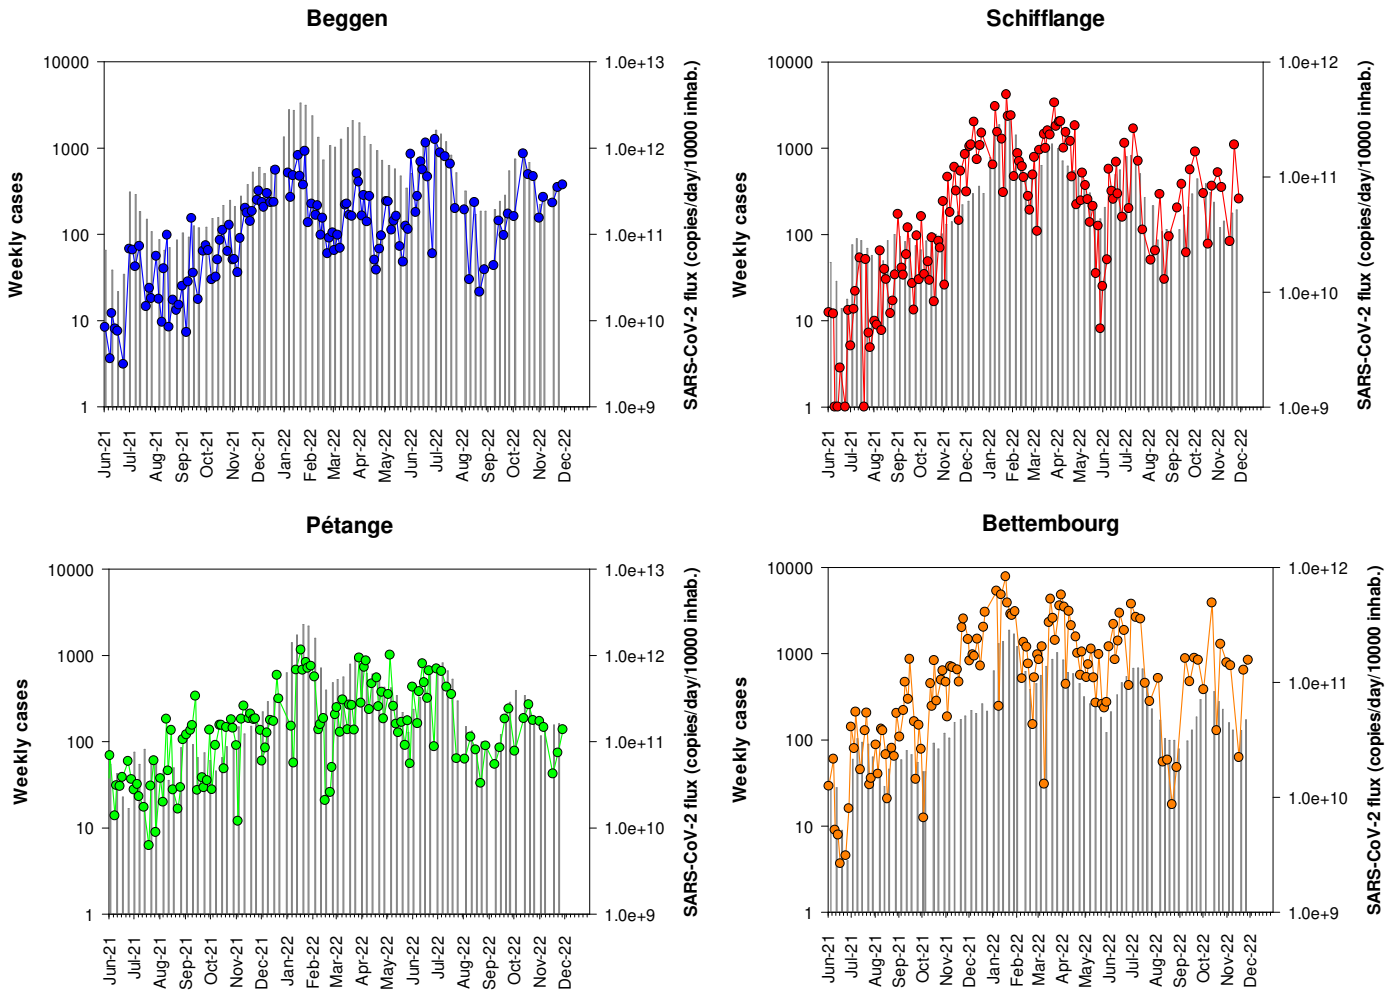 Beggen
Weekly cases
10000
1000
100
10
1
1.0e+13
1.0e+12
1.0e+11
1.0e+10
1.0e+9
SARS-CoV-2 flux (copies/day/10000 inhab.)
Jun-21
Jul-21
Aug-21
Sep-21
Oct-21
Nov-21
Dec-21
Jan-22
Feb-22
Mar-22
Apr-22
May-22
Jun-22
Jul-22
Aug-22
Sep-22
Oct-22
Nov-22
Dec-22
Schifflange
Weekly cases
10000
1000
100
10
1
1.0e+12
1.0e+11
1.0e+10
1.0e+9
SARS-CoV-2 flux (copies/day/10000 inhab.)
Jun-21
Jul-21
Aug-21
Sep-21
Oct-21
Nov-21
Dec-21
Jan-22
Feb-22
Mar-22
Apr-22
May-22
Jun-22
Jul-22
Aug-22
Sep-22
Oct-22
Nov-22
Dec-22
Pétange
Weekly cases
10000
1000
100
10
1
1.0e+13
1.0e+12
1.0e+11
1.0e+10
1.0e+9
SARS-CoV-2 flux (copies/day/10000 inhab.)
Jun-21
Jul-21
Aug-21
Sep-21
Oct-21
Nov-21
Dec-21
Jan-22
Feb-22
Mar-22
Apr-22
May-22
Jun-22
Jul-22
Aug-22
Sep-22
Oct-22
Nov-22
Dec-22
Bettembourg
Weekly cases
10000
1000
100
10
1
1.0e+12
1.0e+11
1.0e+10
1.0e+9
SARS-CoV-2 flux (copies/day/10000 inhab.)
Jun-21
Jul-21
Aug-21
Sep-21
Oct-21
Nov-21
Dec-21
Jan-22
Feb-22
Mar-22
Apr-22
May-22
Jun-22
Jul-22
Aug-22
Sep-22
Oct-22
Nov-22
Dec-22